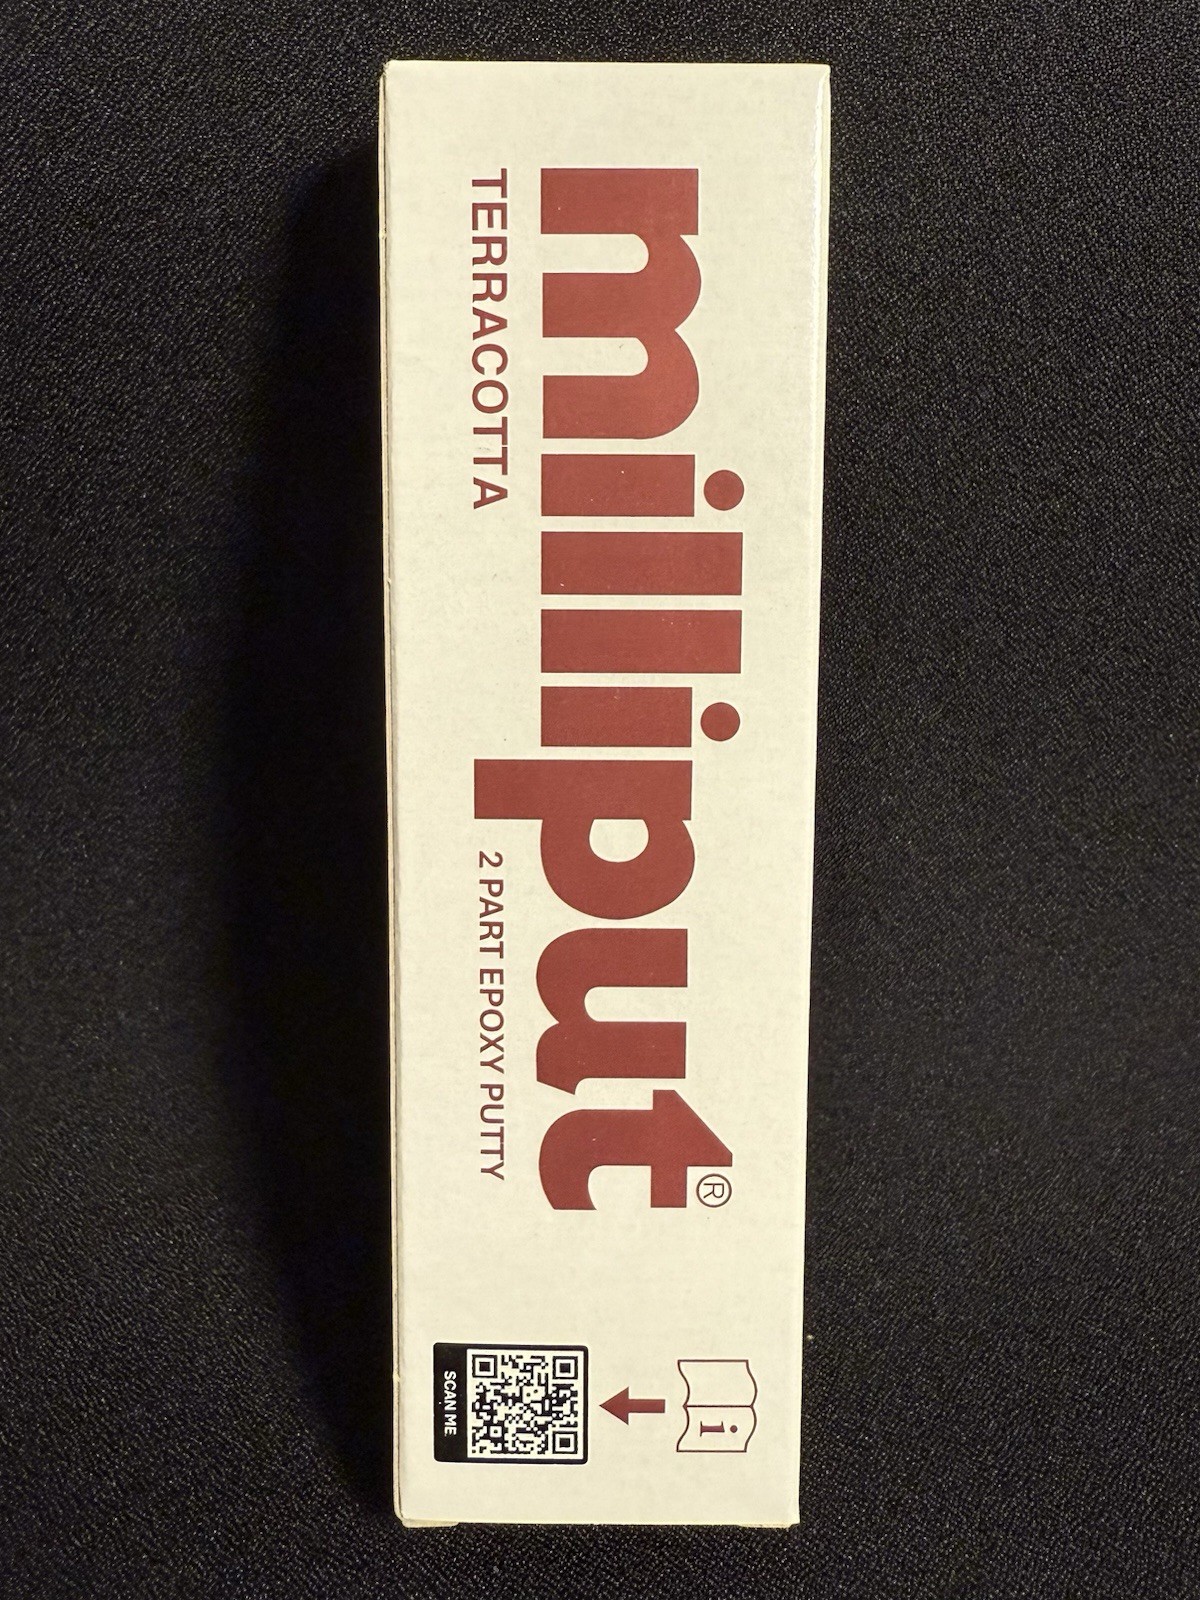 milliput®
TERRACOTTA
2 PART EPOXY PUTTY
i
SCAN ME